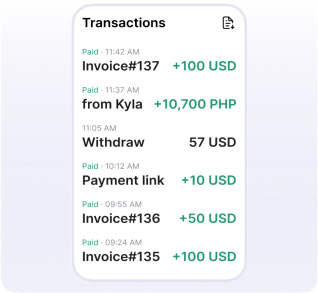 Transactions
Paid · 11:42 AM
Invoice#137 +100 USD
Paid · 11:37 AM
from Kyla +10,700 PHP
11:05 AM
Withdraw 57 USD
Paid · 10:12 AM
Payment link +10 USD
Paid · 09:55 AM
Invoice#136 +50 USD
Paid · 09:24 AM
Invoice#135 +100 USD